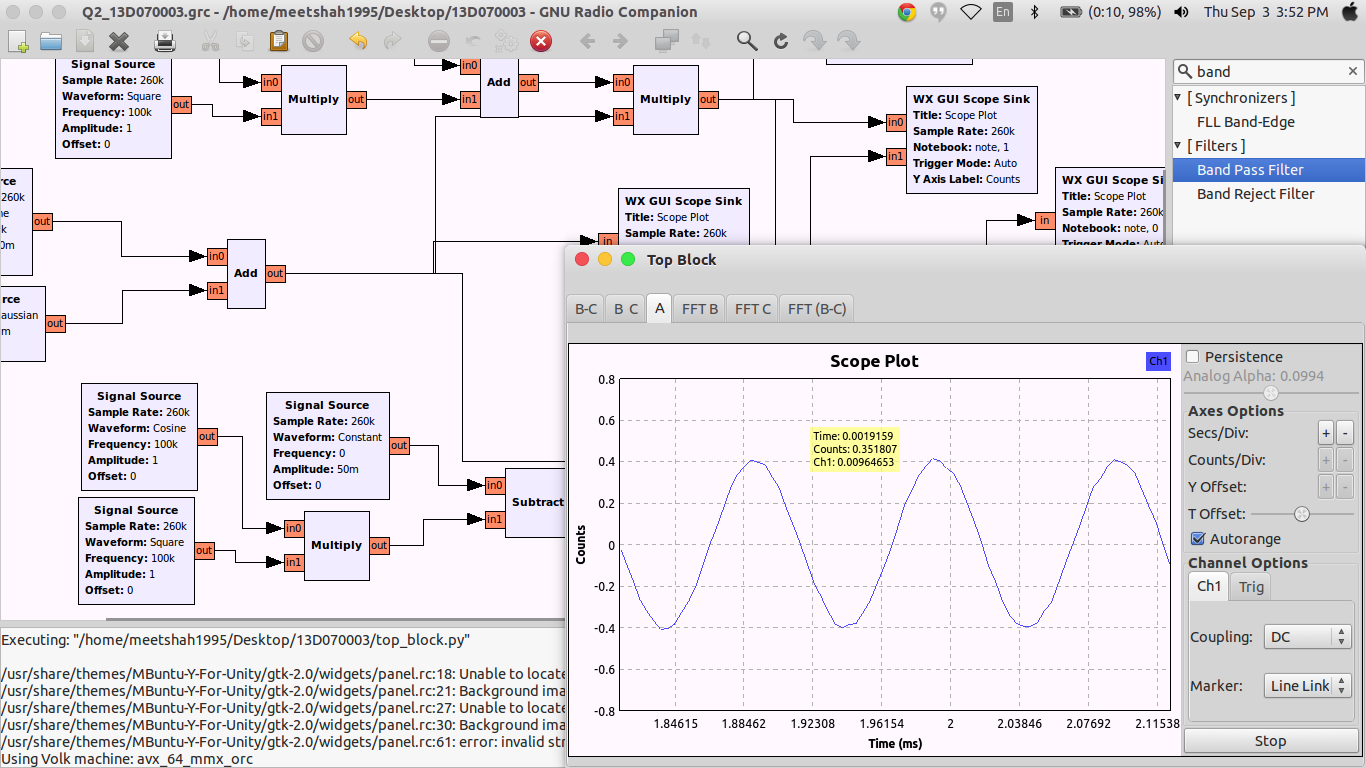 Q2_13D070003.grc - /home/meetshah1995/Desktop/13D070003 - GNU Radio Companion
En
(0:10, 98%)
Thu Sep 3 3:52 PM
Signal Source
Sample Rate: 260k
Waveform: Square
Frequency: 100k
Amplitude: 1
Offset: 0
out
in0
in1
Multiply
out
in0
in1
Add
out
in0
in1
Multiply
out
in0
in1
WX GUI Scope Sink
Title: Scope Plot
Sample Rate: 260k
Notebook: note, 1
Trigger Mode: Auto
Y Axis Label: Counts
in
WX GUI Scope Si
Title: Scope Plot
Sample Rate: 260k
Notebook: note, 0
Trigger Mode: Auto
in
WX GUI Scope Sink
Title: Scope Plot
Sample Rate: 260k
band
[ Synchronizers ]
FLL Band-Edge
[ Filters ]
Band Pass Filter
Band Reject Filter
rce
260k
ne
k
0m
out
rce
aussian
m
out
in0
in1
Add
out
Signal Source
Sample Rate: 260k
Waveform: Cosine
Frequency: 100k
Amplitude: 1
Offset: 0
out
Signal Source
Sample Rate: 260k
Waveform: Constant
Frequency: 0
Amplitude: 50m
Offset: 0
out
Signal Source
Sample Rate: 260k
Waveform: Square
Frequency: 100k
Amplitude: 1
Offset: 0
out
in0
in1
Multiply
out
in0
in1
Subtract
Executing: "/home/meetshah1995/Desktop/13D070003/top_block.py"
/usr/share/themes/MBuntu-Y-For-Unity/gtk-2.0/widgets/panel.rc:18: Unable to locate
/usr/share/themes/MBuntu-Y-For-Unity/gtk-2.0/widgets/panel.rc:21: Background ima
/usr/share/themes/MBuntu-Y-For-Unity/gtk-2.0/widgets/panel.rc:27: Unable to locate
/usr/share/themes/MBuntu-Y-For-Unity/gtk-2.0/widgets/panel.rc:30: Background ima
/usr/share/themes/MBuntu-Y-For-Unity/gtk-2.0/widgets/panel.rc:61: error: invalid str
Using Volk machine: avx_64_mmx_orc
Top Block
B-C
B C
A
FFT B
FFT C
FFT (B-C)
Scope Plot
Ch1
0.8
0.6
0.4
0.2
0
-0.2
-0.4
-0.6
-0.8
Counts
Time: 0.0019159
Counts: 0.351807
Ch1: 0.00964653
1.84615
1.88462
1.92308
1.96154
2
2.03846
2.07692
2.11538
Time (ms)
Persistence
Analog Alpha: 0.0994
Axes Options
Secs/Div:
+
-
Counts/Div:
+
-
Y Offset:
+
-
T Offset:
Autorange
Channel Options
Ch1
Trig
Coupling:
DC
Marker:
Line Link
Stop